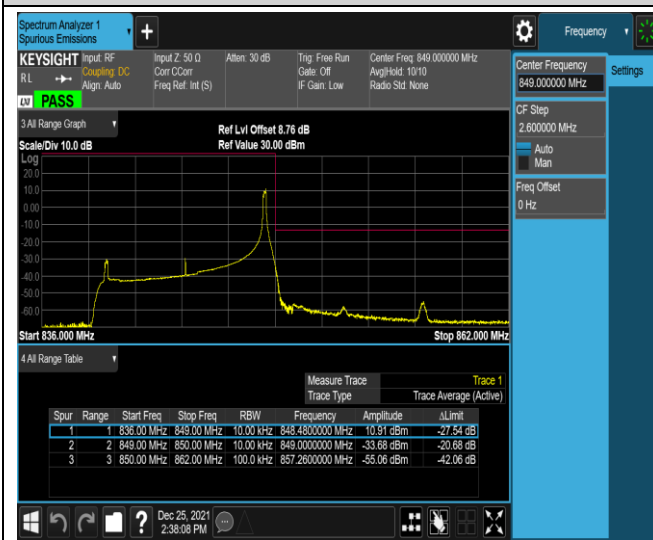 Spectrum Analyzer 1
Spurious Emissions
+
Frequency
KEYSIGHT Input: RF Input Z: 50 Ω Atten: 30 dB Trig: Free Run Center Freq: 849.000000 MHz
RL Coupling: DC Corr CCorr Gate: Off Avg|Hold: 10/10
Align: Auto Freq Ref: Int (S) IF Gain: Low Radio Std: None
LXI PASS
Center Frequency
849.000000 MHz
Settings
CF Step
2.600000 MHz
Auto
Man
Freq Offset
0 Hz
3 All Range Graph
Ref Lvl Offset 8.76 dB
Scale/Div 10.0 dB Ref Value 30.00 dBm
Log
20.0
10.0
0.00
-10.0
-20.0
-30.0
-40.0
-50.0
-60.0
Start 836.000 MHz Stop 862.000 MHz
4 All Range Table
Measure Trace Trace 1
Trace Type Trace Average (Active)
Spur Range Start Freq Stop Freq RBW Frequency Amplitude ΔLimit
1 1 836.00 MHz 849.00 MHz 10.00 kHz 848.4800000 MHz 10.91 dBm -27.54 dB
2 2 849.00 MHz 850.00 MHz 10.00 kHz 849.0000000 MHz -33.68 dBm -20.68 dB
3 3 850.00 MHz 862.00 MHz 100.0 kHz 857.2600000 MHz -55.06 dBm -42.06 dB
? Dec 25, 2021
2:38:08 PM